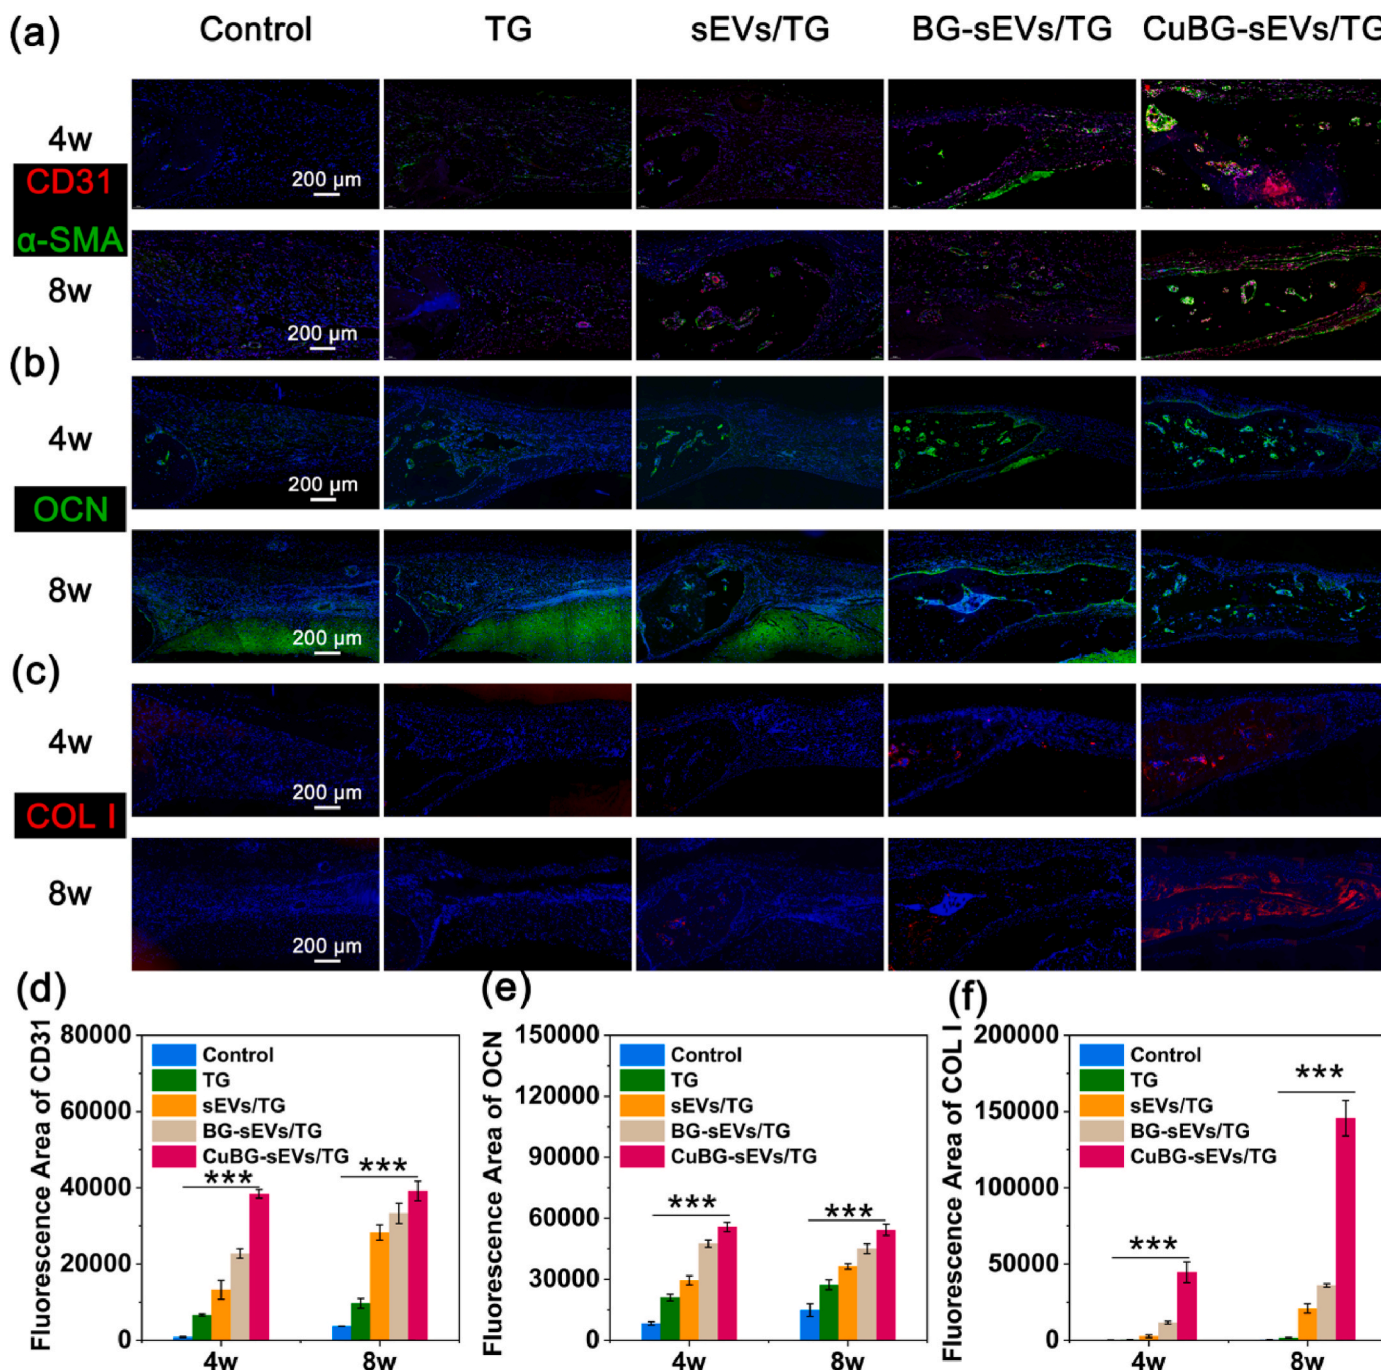 (a)
Control TG sEVs/TG BG-sEVs/TG CuBG-sEVs/TG
4w
200 μm
CD31
α-SMA
8w
200 μm
(b)
4w
200 μm
OCN
8w
200 μm
(c)
4w
200 μm
COL I
8w
200 μm
(d)
Fluorescence Area of CD31
80000
60000
40000
20000
0
Control
TG
sEVs/TG
BG-sEVs/TG
CuBG-sEVs/TG
*** ***
4w 8w
(e)
Fluorescence Area of OCN
150000
120000
90000
60000
30000
0
Control
TG
sEVs/TG
BG-sEVs/TG
CuBG-sEVs/TG
*** ***
4w 8w
(f)
Fluorescence Area of COL I
200000
150000
100000
50000
0
Control
TG
sEVs/TG
BG-sEVs/TG
CuBG-sEVs/TG
*** ***
4w 8w